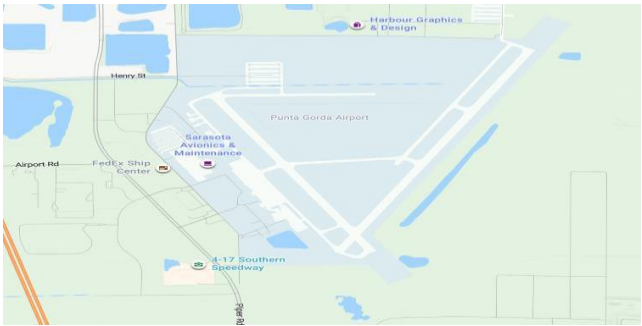 Harbour Graphics
& Design
Henry St
Punta Gorda Airport
Sarasota
Avionics &
Maintenance
Airport Rd
FedEx Ship
Center
4-17 Southern
Speedway
Piper Rd